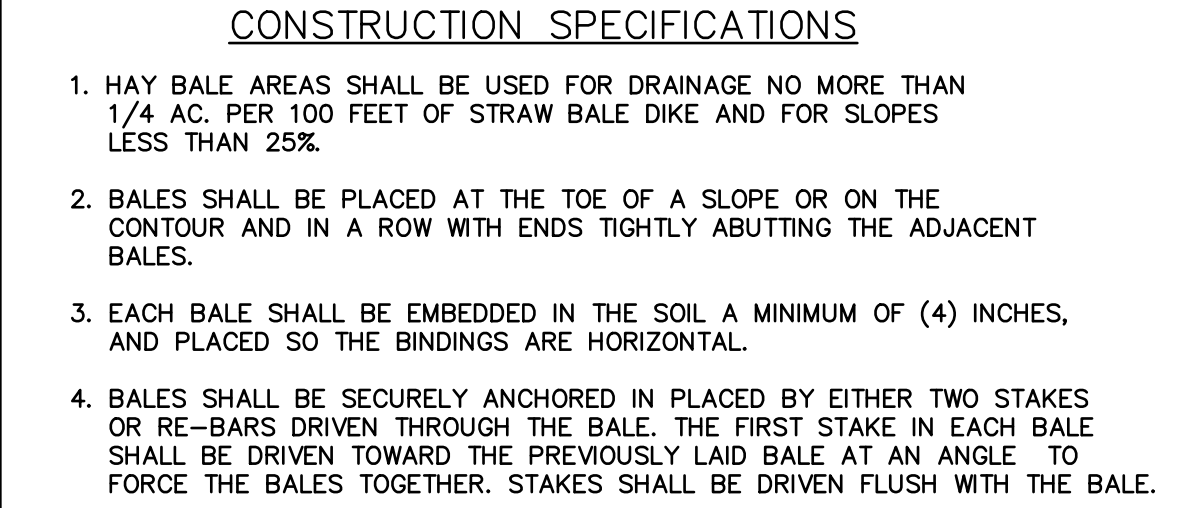 CONSTRUCTION SPECIFICATIONS
1. HAY BALE AREAS SHALL BE USED FOR DRAINAGE NO MORE THAN
1/4 AC. PER 100 FEET OF STRAW BALE DIKE AND FOR SLOPES
LESS THAN 25%.
2. BALES SHALL BE PLACED AT THE TOE OF A SLOPE OR ON THE
CONTOUR AND IN A ROW WITH ENDS TIGHTLY ABUTTING THE ADJACENT
BALES.
3. EACH BALE SHALL BE EMBEDDED IN THE SOIL A MINIMUM OF (4) INCHES,
AND PLACED SO THE BINDINGS ARE HORIZONTAL.
4. BALES SHALL BE SECURELY ANCHORED IN PLACED BY EITHER TWO STAKES
OR RE-BARS DRIVEN THROUGH THE BALE. THE FIRST STAKE IN EACH BALE
SHALL BE DRIVEN TOWARD THE PREVIOUSLY LAID BALE AT AN ANGLE TO
FORCE THE BALES TOGETHER. STAKES SHALL BE DRIVEN FLUSH WITH THE BALE.